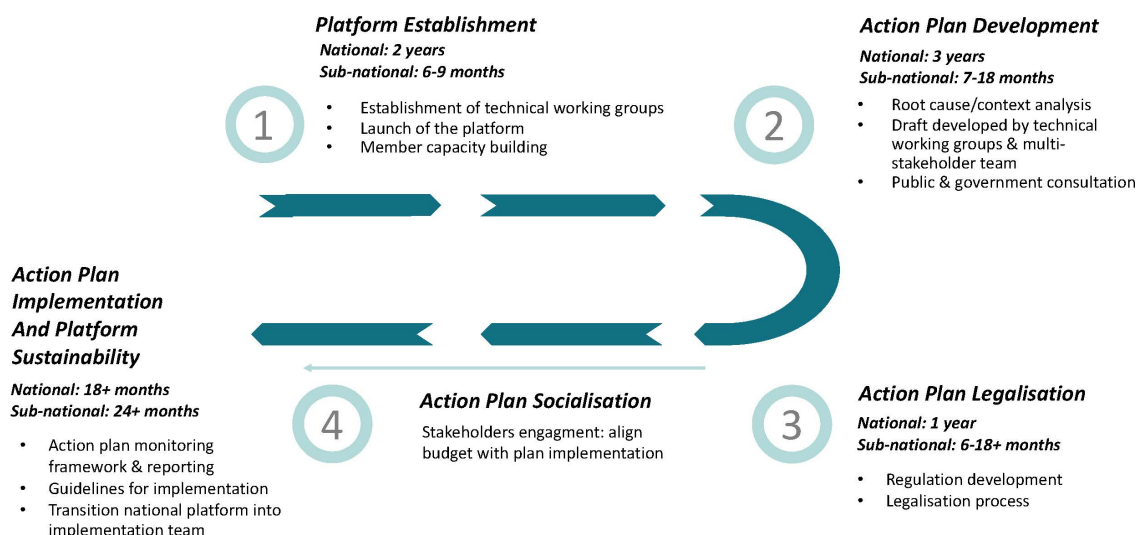 Platform Establishment
National: 2 years
Sub-national: 6-9 months
1
• Establishment of technical working groups
• Launch of the platform
• Member capacity building
Action Plan Development
National: 3 years
Sub-national: 7-18 months
2
• Root cause/context analysis
• Draft developed by technical
working groups & multi-
stakeholder team
• Public & government consultation
Action Plan Legalisation
National: 1 year
Sub-national: 6-18+ months
3
• Regulation development
• Legalisation process
Action Plan Socialisation
Stakeholders engagment: align
budget with plan implementation
4
Action Plan
Implementation
And Platform
Sustainability
National: 18+ months
Sub-national: 24+ months
• Action plan monitoring
framework & reporting
• Guidelines for implementation
• Transition national platform into
implementation team